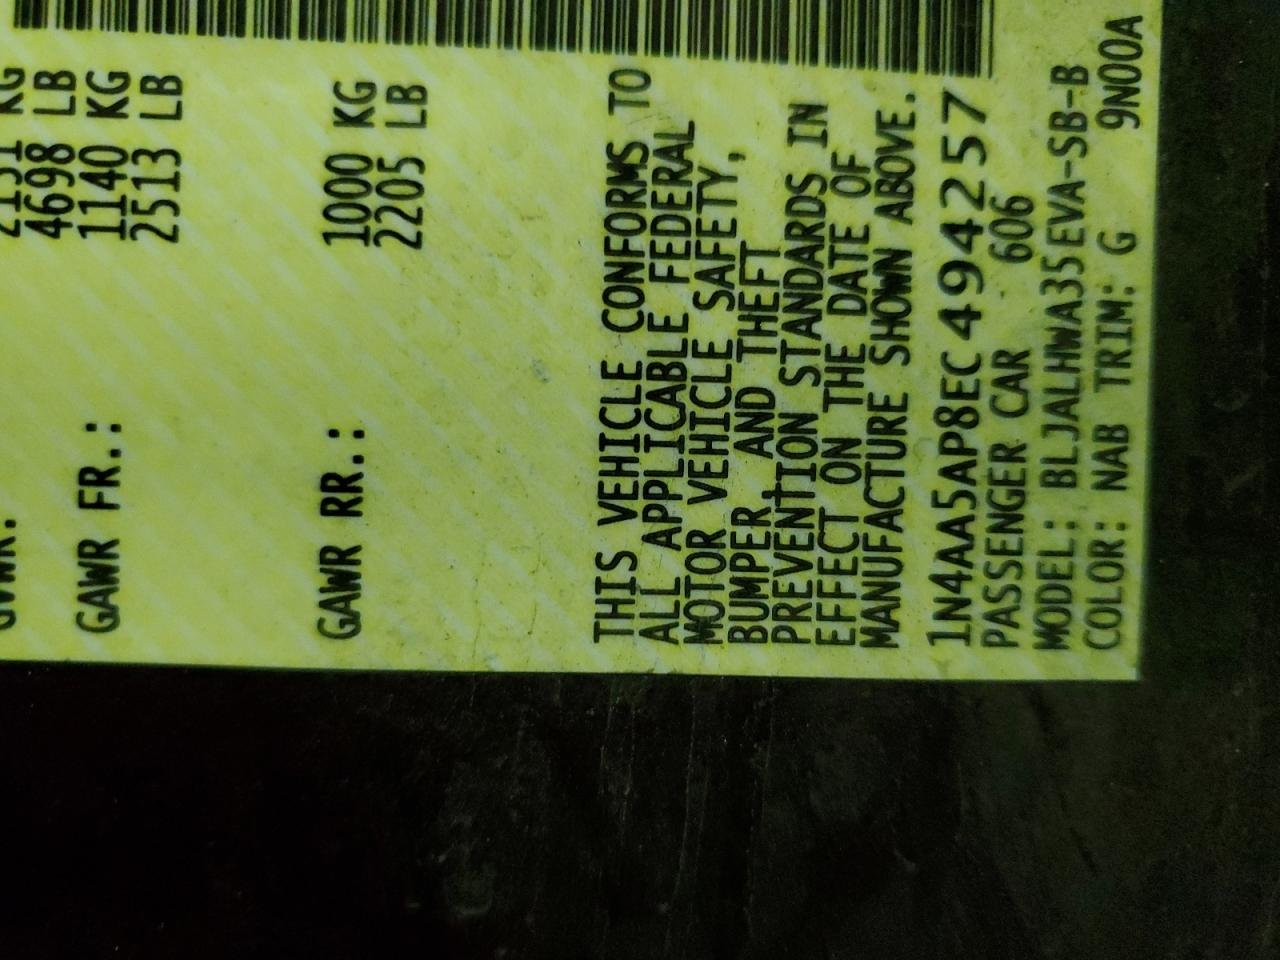 4698 LB
GAWR FR.: 1140 KG
2513 LB
GAWR RR.: 1000 KG
2205 LB
THIS VEHICLE CONFORMS TO
ALL APPLICABLE FEDERAL
MOTOR VEHICLE SAFETY,
BUMPER, AND THEFT
PREVENTION STANDARDS IN
EFFECT ON THE DATE OF
MANUFACTURE SHOWN ABOVE.
1N4AA5AP8EC494257
PASSENGER CAR 606
MODEL: BLJALHWA35EVA-SB-B
COLOR: NAB TRIM: G 9N00A